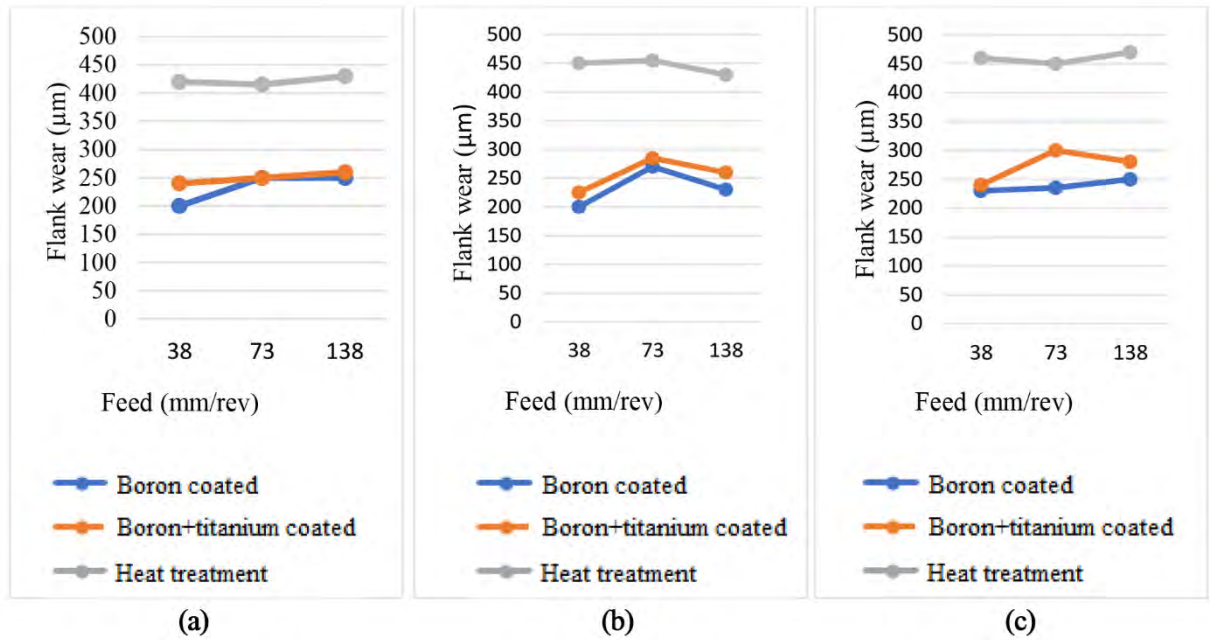 500
450
400
350
300
250
200
150
100
50
0
Flank wear (μm)
38 73 138
Feed (mm/rev)
Boron coated
Boron+titanium coated
Heat treatment
(a)
500
450
400
350
300
250
200
150
100
50
0
Flank wear (μm)
38 73 138
Feed (mm/rev)
Boron coated
Boron+titanium coated
Heat treatment
(b)
500
450
400
350
300
250
200
150
100
50
0
Flank wear (μm)
38 73 138
Feed (mm/rev)
Boron coated
Boron+titanium coated
Heat treatment
(c)